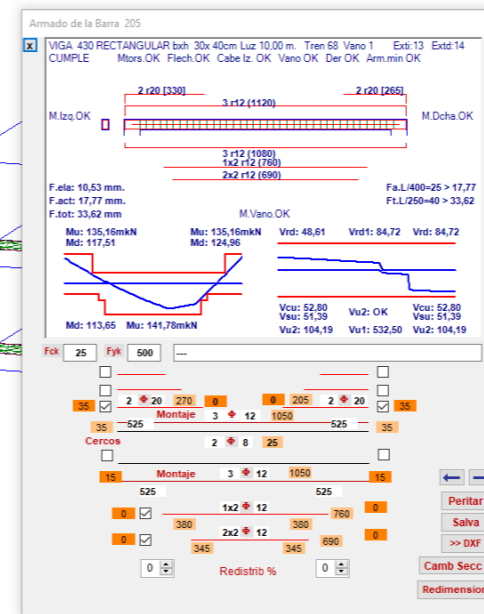 Armado de la Barra 205
x VIGA 430 RECTANGULAR bxh 30x 40cm Luz 10,00 m. Tren 68 Vano 1 Exti:13 Extd:14
CUMPLE Mtors.OK Flech.OK Cabe Iz. OK Vano OK Der OK Arm.min OK
2 r20 [330] 2 r20 [265]
3 r12 (1120)
M.Izq.OK M.Dcha.OK
3 r12 (1080)
1x2 r12 (760)
2x2 r12 (690)
F.ela: 10,53 mm.
F.act: 17,77 mm. Fa.L/400=25 > 17,77
F.tot: 33,62 mm M.Vano.OK Ft.L/250=40 > 33,62
Mu: 135,16mkN Mu: 135,16mkN Vrd: 48,61 Vrd1: 84,72 Vrd: 84,72
Md: 117,51 Md: 124,96
Vcu: 52,80 Vu2: OK Vcu: 52,80
Vsu: 51,39 Vsu: 51,39
Md: 113,65 Mu: 141,78mkN Vu2: 104,19 Vu1: 532,50 Vu2: 104,19
Fck 25 Fyk 500 ---
35 2 Φ 20 270 0 0 205 2 Φ 20 35
Montaje 3 Φ 12 1050
35 525 525 35
Cercos 2 Φ 8 25
15 Montaje 3 Φ 12 1050 15
525 525
0 1x2 Φ 12 760 0
380 380
0 2x2 Φ 12 690 0
345 345
0 Redistrib % 0
Peritar
Salva
>> DXF
Camb Secc
Redimension